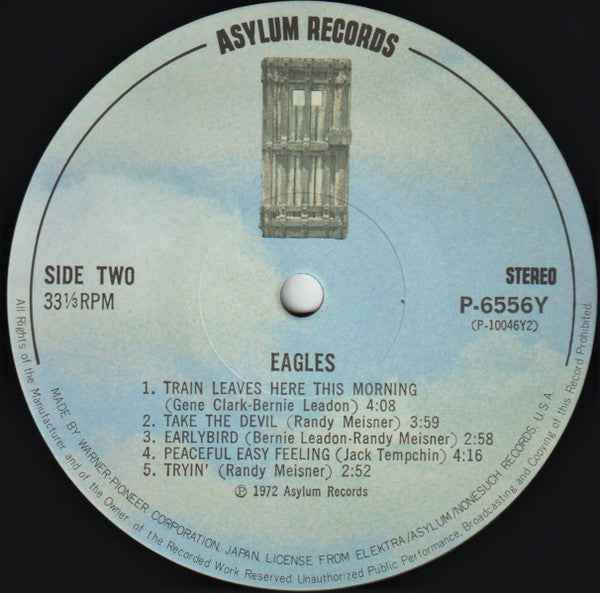 ASYLUM RECORDS
SIDE TWO
33⅓RPM
STEREO
P-6556Y
(P-10046Y2)
EAGLES
1. TRAIN LEAVES HERE THIS MORNING
(Gene Clark-Bernie Leadon) 4:08
2. TAKE THE DEVIL (Randy Meisner) 3:59
3. EARLYBIRD (Bernie Leadon-Randy Meisner) 2:58
4. PEACEFUL EASY FEELING (Jack Tempchin) 4:16
5. TRYIN' (Randy Meisner) 2:52
Ⓟ 1972 Asylum Records
MADE BY WARNER-PIONEER CORPORATION, JAPAN, LICENSE FROM ELEKTRA/ASYLUM/NONESUCH RECORDS, U.S.A.
All Rights of the Manufacturer and of the Owner of the Recorded Work Reserved. Unauthorized Public Performance, Broadcasting and Copying of this Record Prohibited.